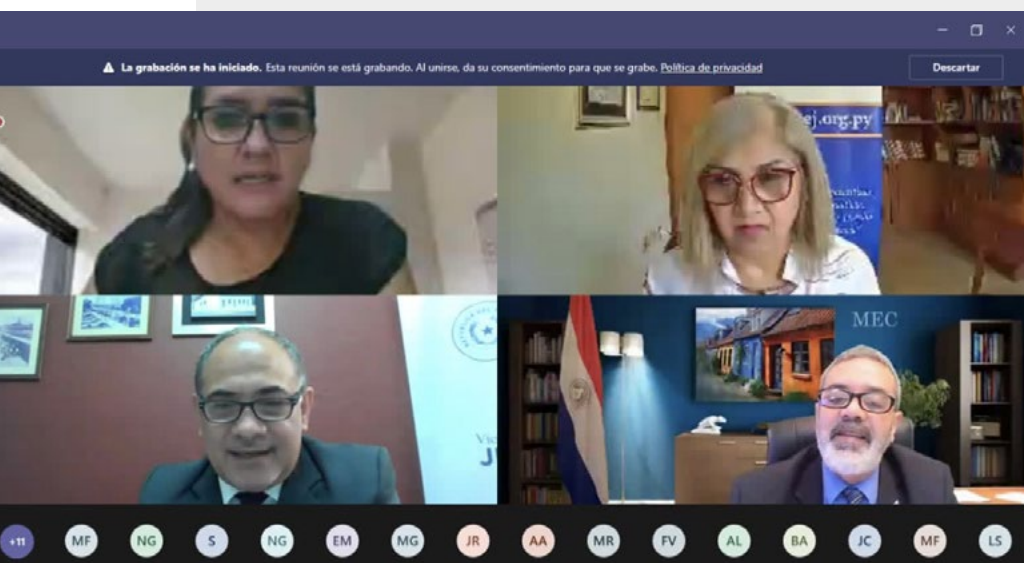 La grabación se ha iniciado. Esta reunión se está grabando. Al unirse, da su consentimiento para que se grabe. Política de privacidad
Descartar
ej.org.py
MEC
+11 MF NG S NG EM MG JR AA MR FV AL BA JC MF LS